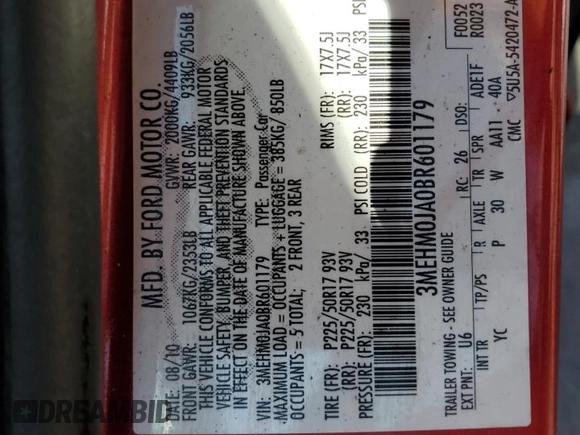 MFD. BY FORD MOTOR CO.
DATE: 08/10 GVWR: 2000KG/4409LB
FRONT GAWR: 1067KG/2353LB REAR GAWR: 933KG/2056LB
THIS VEHICLE CONFORMS TO ALL APPLICABLE FEDERAL MOTOR
VEHICLE SAFETY, BUMPER, AND THEFT PREVENTION STANDARDS
IN EFFECT ON THE DATE OF MANUFACTURE SHOWN ABOVE.
VIN: 3MEHM0JA0BR601179 TYPE: Passenger Car
MAXIMUM LOAD = OCCUPANTS + LUGGAGE = 385KG/ 850LB
OCCUPANTS = 5 TOTAL; 2 FRONT, 3 REAR
TIRE (FR): P225/50R17 93V RIMS (FR): 17X7.5J
TIRE (RR): P225/50R17 93V (RR): 17X7.5J
PRESSURE (FR): 230 kPa/ 33 PSI COLD (RR): 230 kPa/ 33 PSI
3MEHM0JA0BR601179
F0052
R0023
TRAILER TOWING - SEE OWNER GUIDE
EXT PNT: U6 RC: 26 DSO:
INT TR TP/PS R AXLE TR SPR ADE1F
YC P 30 W AA11 40A
CMC ▽5U5A-5420472-A
DREAMBID